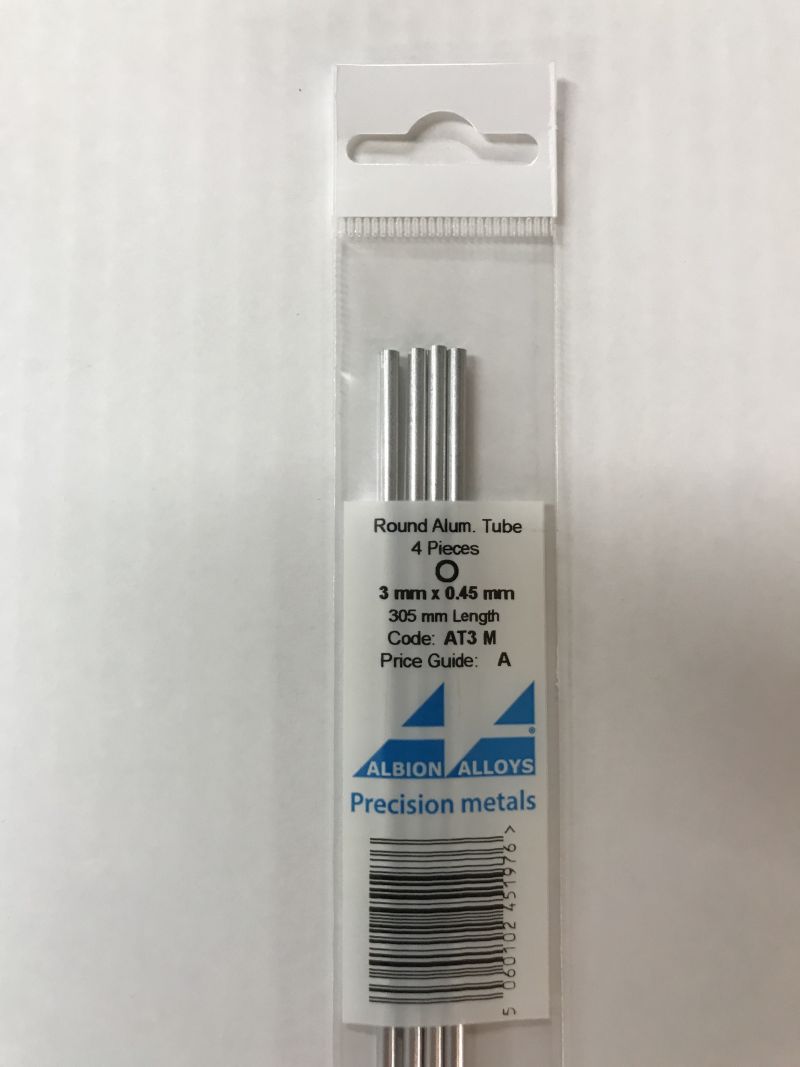 Round Alum. Tube
4 Pieces
3 mm x 0.45 mm
305 mm Length
Code: AT3 M
Price Guide: A
ALBION ALLOYS®
Precision metals
5 060102 451976 >